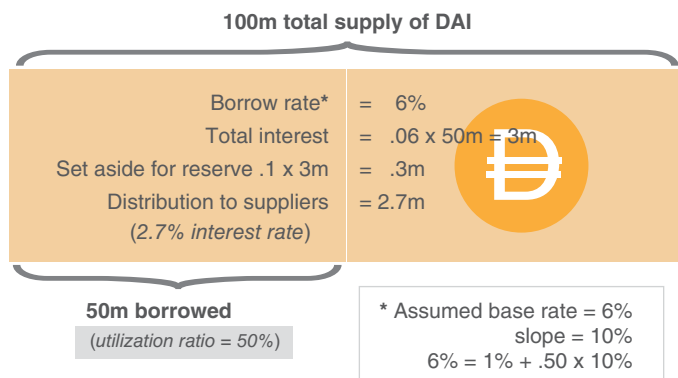 100m total supply of DAI
Borrow rate* = 6%
Total interest = .06 x 50m = 3m
Set aside for reserve .1 x 3m = .3m
Distribution to suppliers = 2.7m
(2.7% interest rate)
50m borrowed
(utilization ratio = 50%)
* Assumed base rate = 6%
slope = 10%
6% = 1% + .50 x 10%